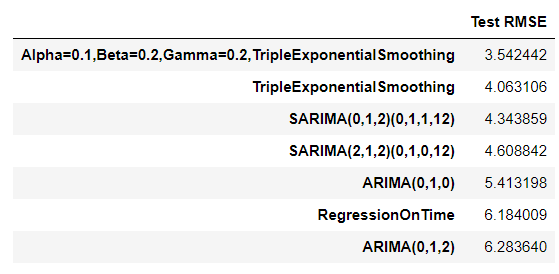 Test RMSE
Alpha=0.1,Beta=0.2,Gamma=0.2,TripleExponentialSmoothing 3.542442
TripleExponentialSmoothing 4.063106
SARIMA(0,1,2)(0,1,1,12) 4.343859
SARIMA(2,1,2)(0,1,0,12) 4.608842
ARIMA(0,1,0) 5.413198
RegressionOnTime 6.184009
ARIMA(0,1,2) 6.283640